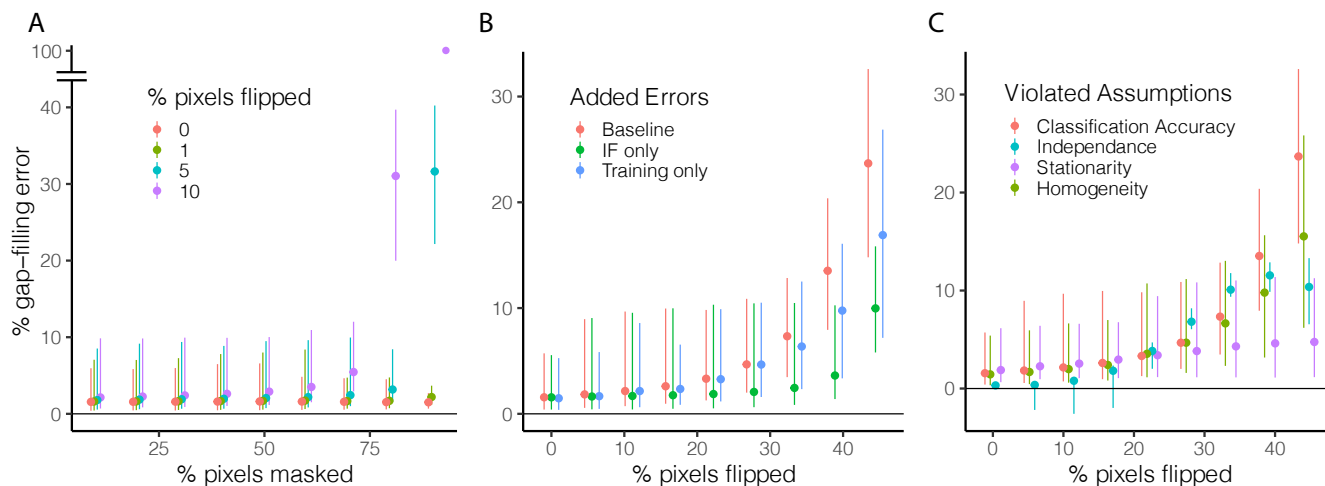 A
B
C
% gap-filling error
100
40
30
20
10
0
% pixels flipped
0
1
5
10
25
50
75
% pixels masked
30
20
10
0
Added Errors
Baseline
IF only
Training only
0
10
20
30
40
% pixels flipped
30
20
10
0
Violated Assumptions
Classification Accuracy
Independance
Stationarity
Homogeneity
0
10
20
30
40
% pixels flipped